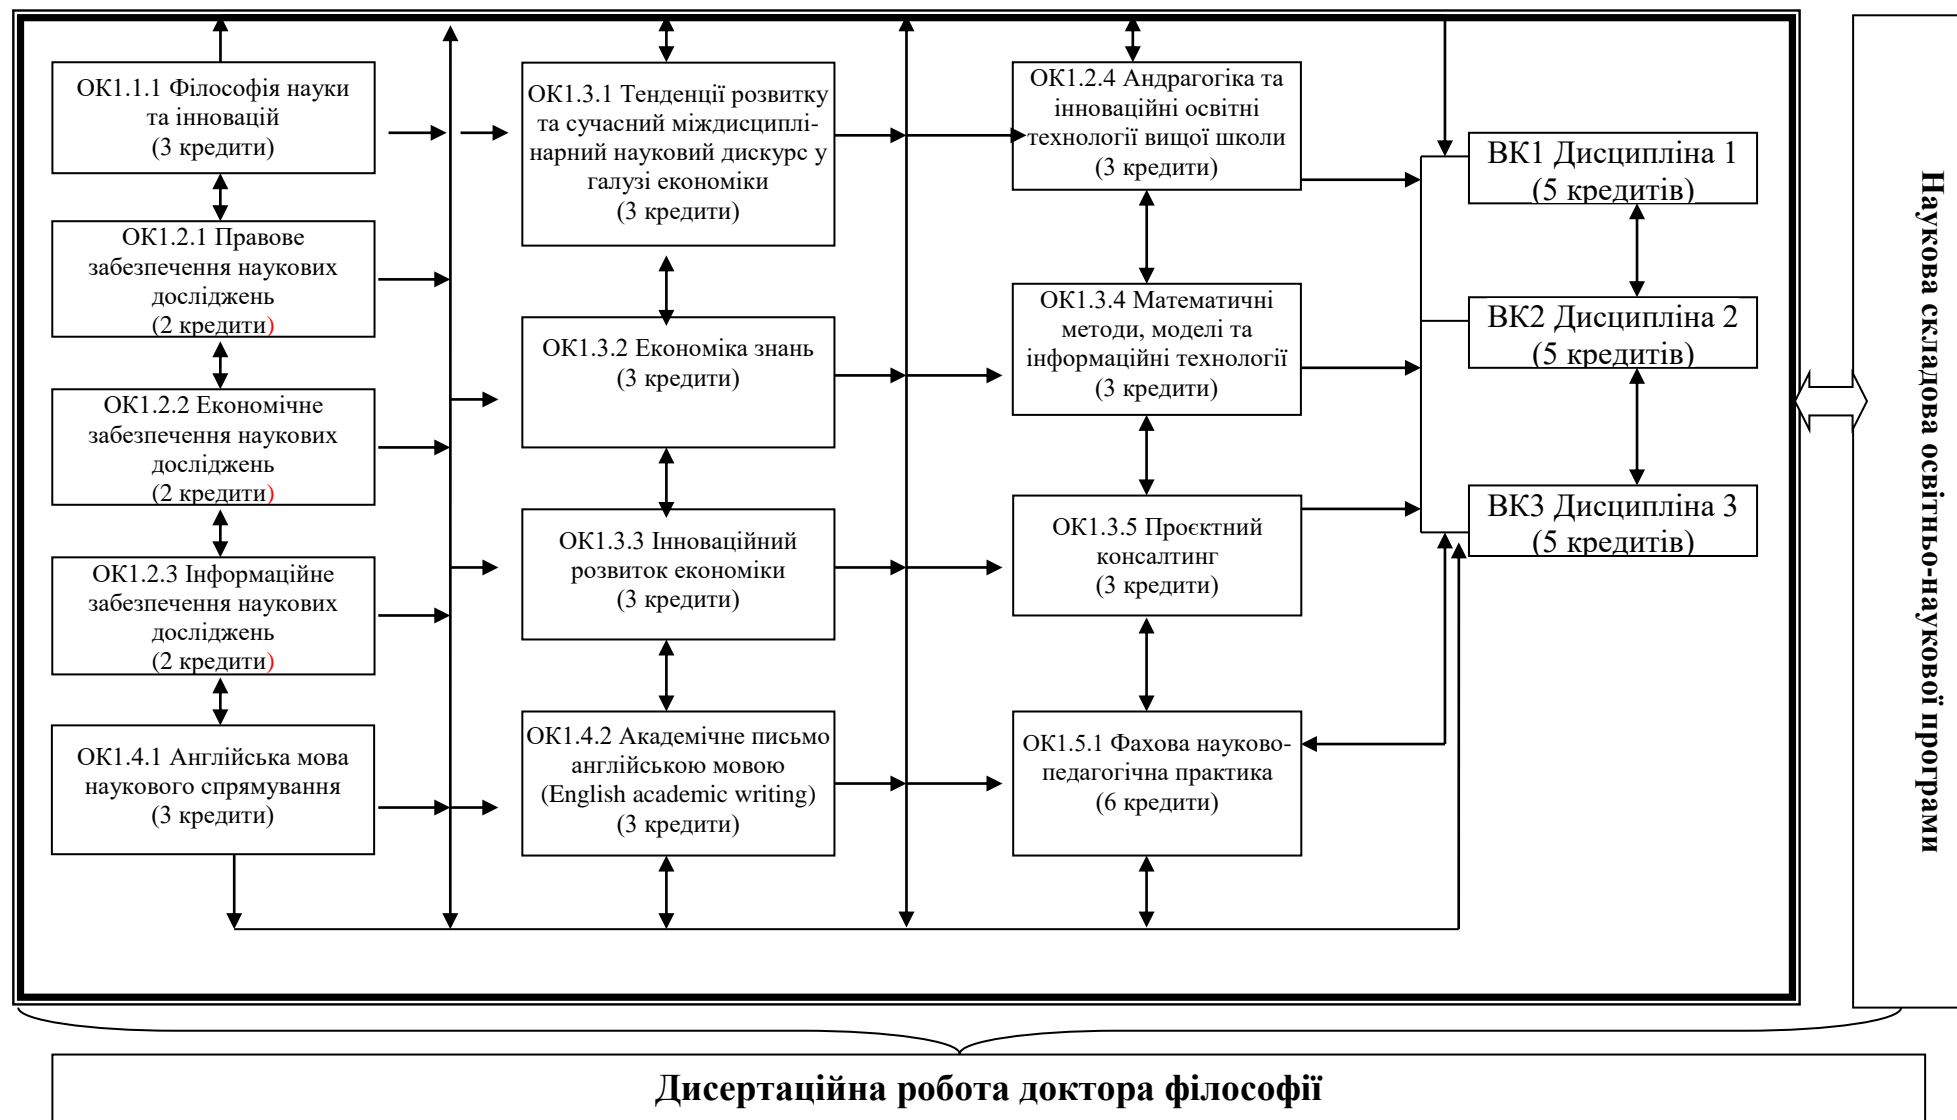 ОК1.1.1 Філософія науки
та інновацій
(3 кредити)
ОК1.2.1 Правове
забезпечення наукових
досліджень
(2 кредити)
ОК1.2.2 Економічне
забезпечення наукових
досліджень
(2 кредити)
ОК1.2.3 Інформаційне
забезпечення наукових
досліджень
(2 кредити)
ОК1.4.1 Англійська мова
наукового спрямування
(3 кредити)
ОК1.3.1 Тенденції розвитку
та сучасний міждисциплі-
нарний науковий дискурс у
галузі економіки
(3 кредити)
ОК1.3.2 Економіка знань
(3 кредити)
ОК1.3.3 Інноваційний
розвиток економіки
(3 кредити)
ОК1.4.2 Академічне письмо
англійською мовою
(English academic writing)
(3 кредити)
ОК1.2.4 Андрагогіка та
інноваційні освітні
технології вищої школи
(3 кредити)
ОК1.3.4 Математичні
методи, моделі та
інформаційні технології
(3 кредити)
ОК1.3.5 Проєктний
консалтинг
(3 кредити)
ОК1.5.1 Фахова науково-
педагогічна практика
(6 кредити)
ВК1 Дисципліна 1
(5 кредитів)
ВК2 Дисципліна 2
(5 кредитів)
ВК3 Дисципліна 3
(5 кредитів)
Наукова складова освітньо-наукової програми
Дисертаційна робота доктора філософії